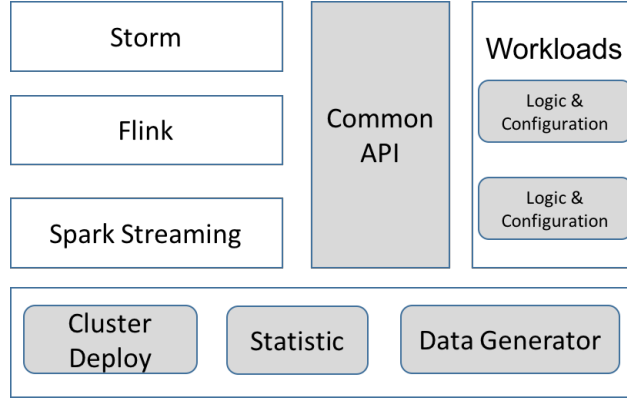 Storm
Flink
Spark Streaming
Common
API
Workloads
Logic &
Configuration
Logic &
Configuration
Cluster
Deploy
Statistic
Data Generator